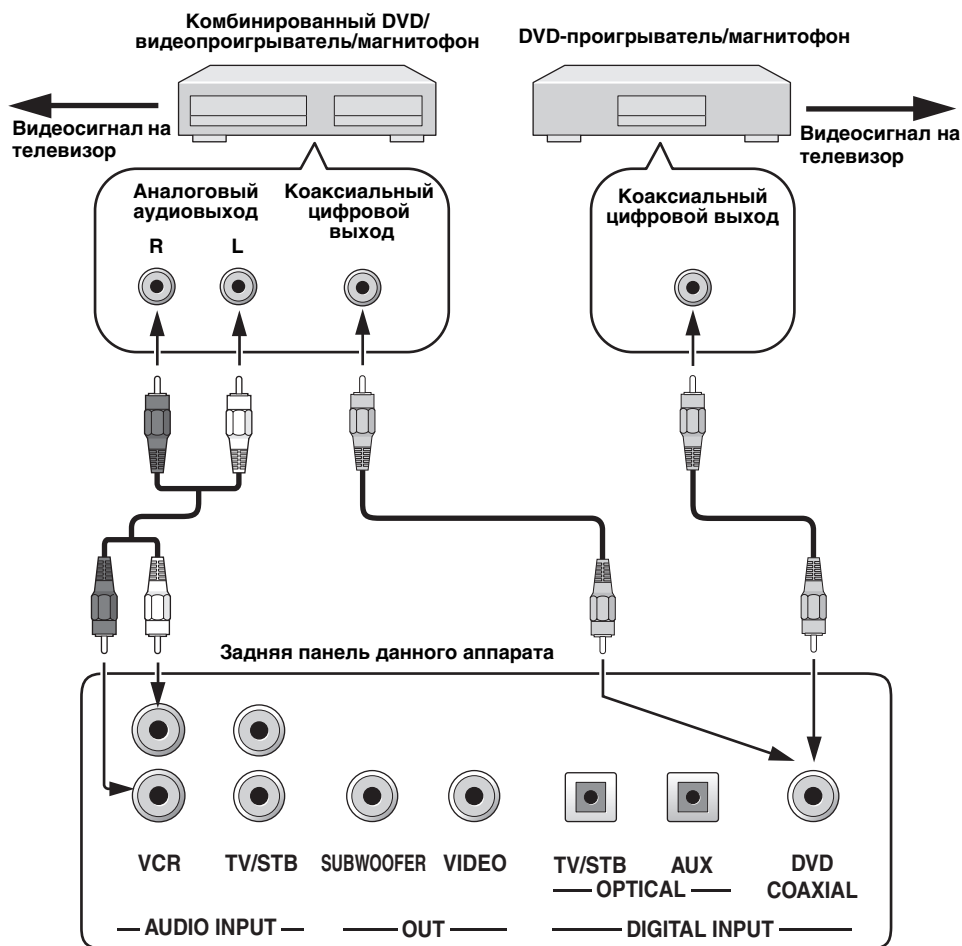 Комбинированный DVD/
видеопроигрыватель/магнитофон
DVD-проигрыватель/магнитофон
Видеосигнал на
телевизор
Видеосигнал на
телевизор
Аналоговый
аудиовыход
R L
Коаксиальный
цифровой
выход
Коаксиальный
цифровой выход
Задняя панель данного аппарата
VCR TV/STB SUBWOOFER VIDEO TV/STB AUX DVD
OPTICAL COAXIAL
AUDIO INPUT OUT DIGITAL INPUT